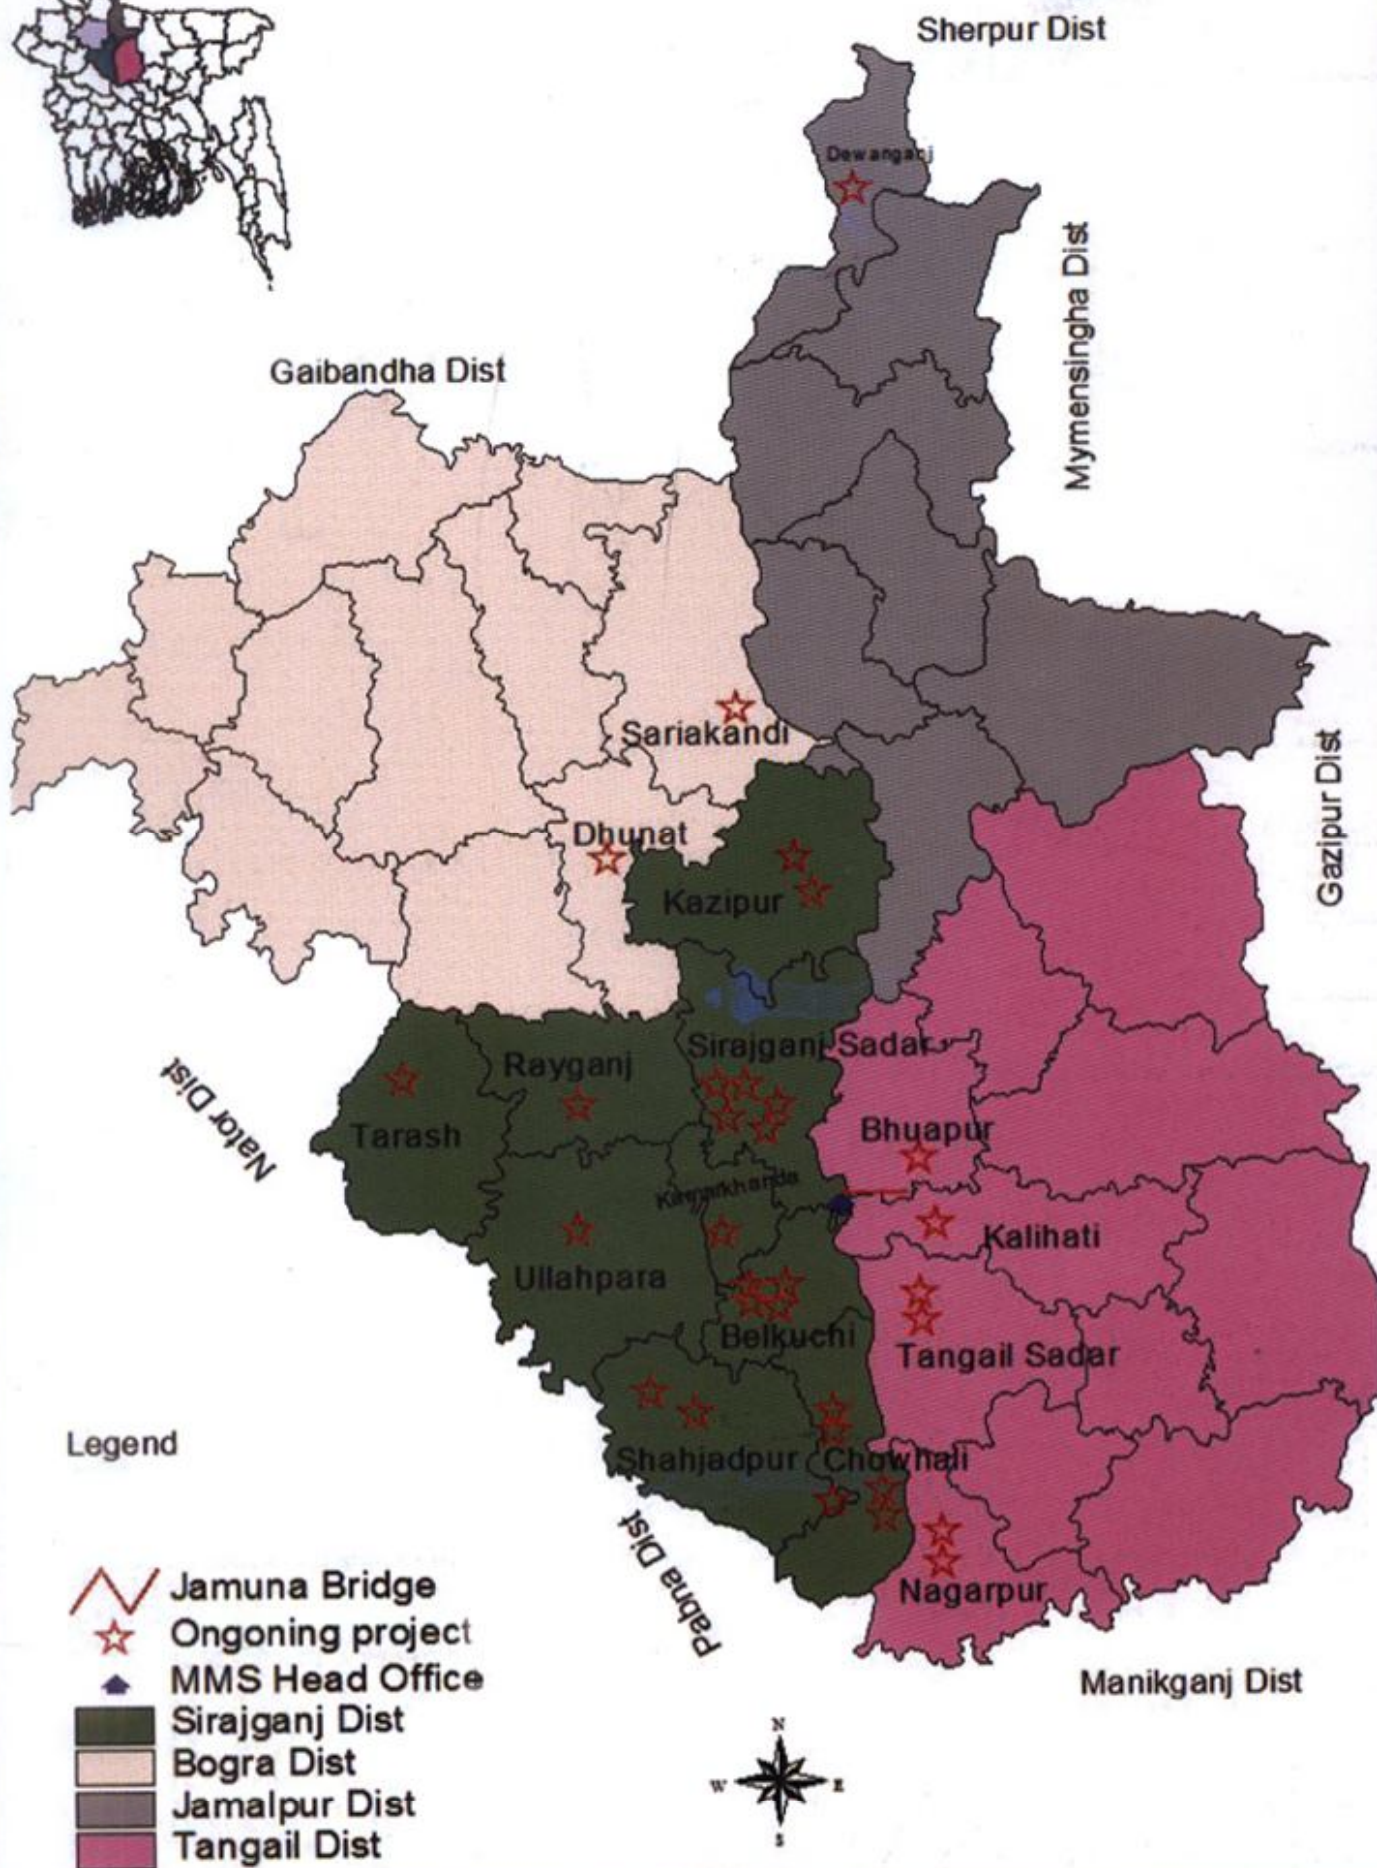 Sherpur Dist
Dewanganj
Mymensingha Dist
Gaibandha Dist
Sariakandi
Gazipur Dist
Dhunat
Kazipur
Sirajganj Sadar
Rayganj
Nator Dist
Tarash
Bhuapur
Kamarkhanda
Kalihati
Ullahpara
Belkuchi
Tangail Sadar
Legend
Shahjadpur
Chowhali
Pabna Dist
Nagarpur
Jamuna Bridge
Ongoning project
MMS Head Office
Manikganj Dist
Sirajganj Dist
Bogra Dist
Jamalpur Dist
Tangail Dist
N
W
E
S